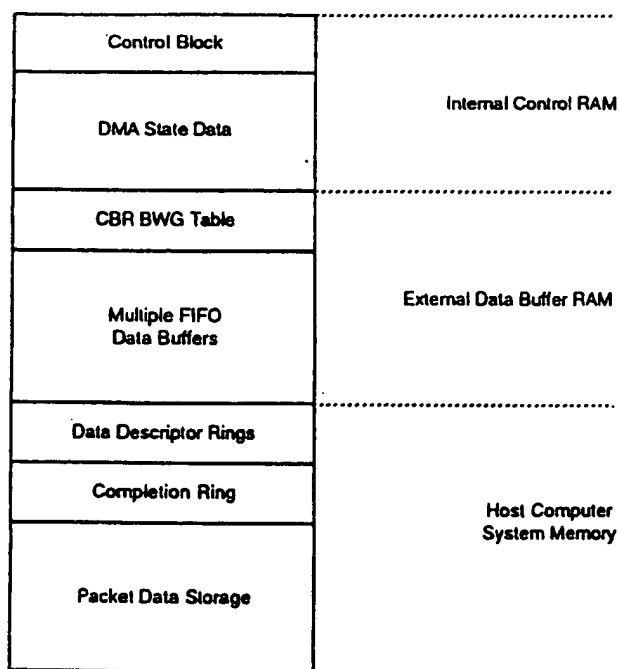 Control Block
Internal Control RAM
DMA State Data
CBR BWG Table
External Data Buffer RAM
Multiple FIFO
Data Buffers
Data Descriptor Rings
Completion Ring
Host Computer
System Memory
Packet Data Storage